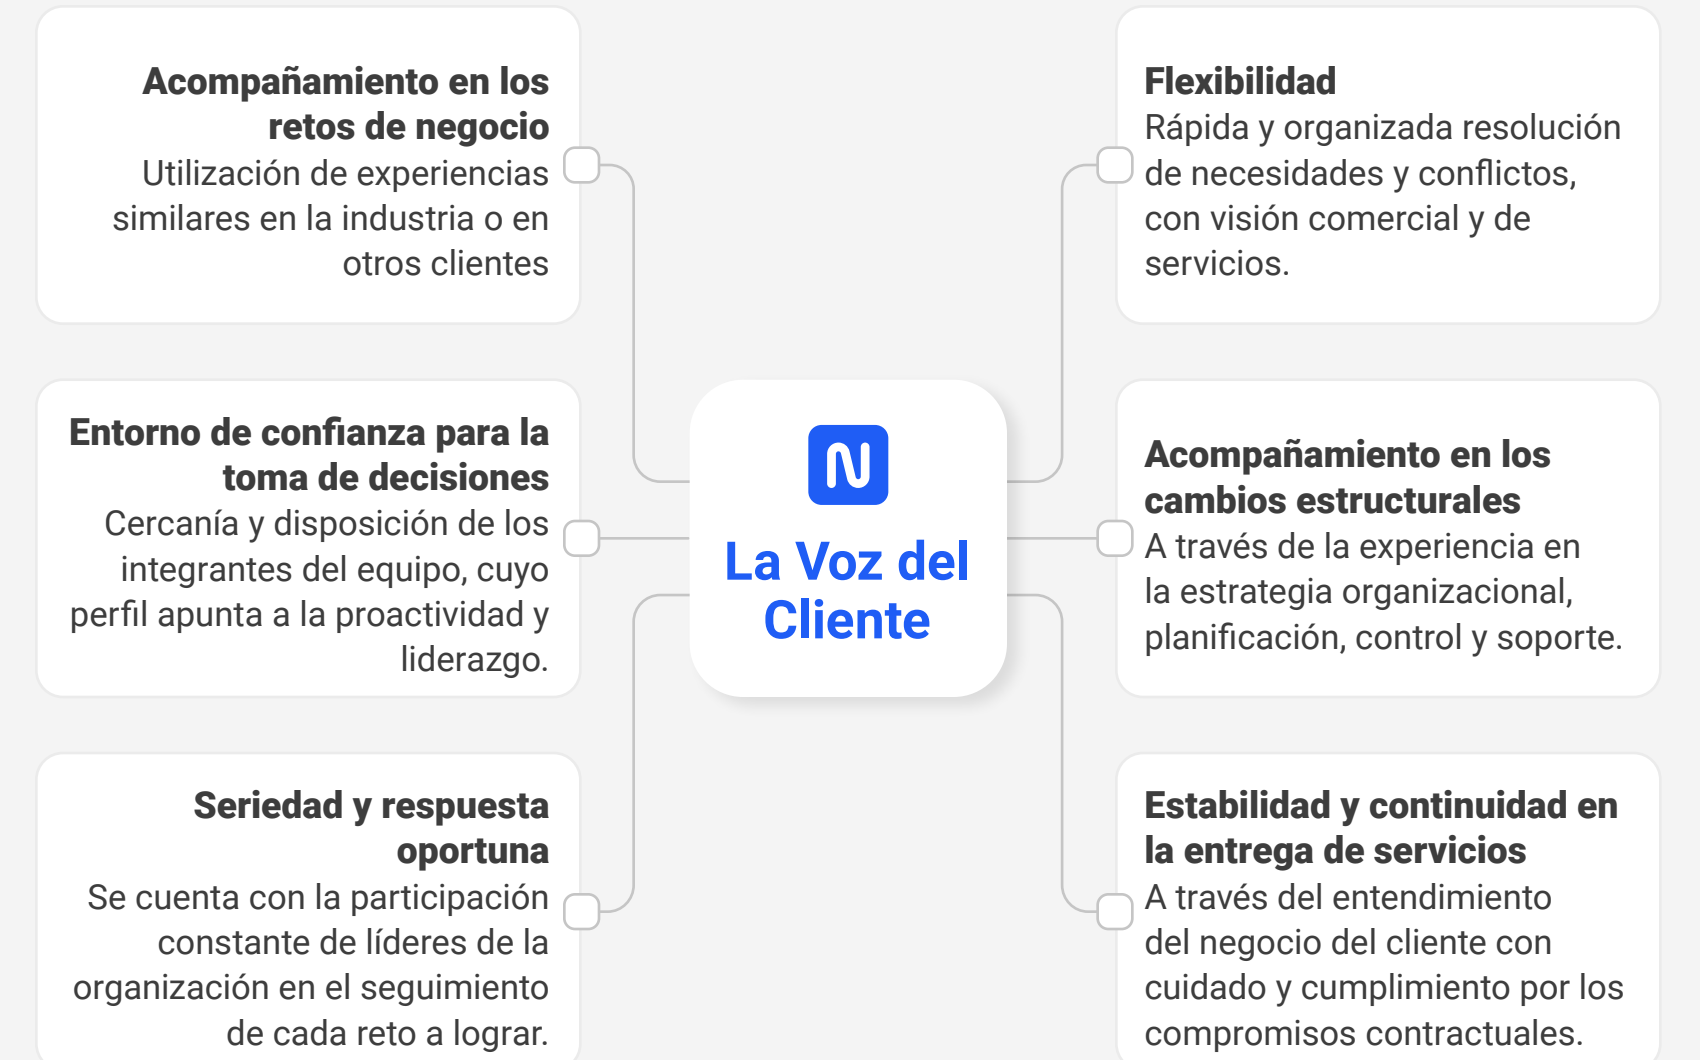 Acompañamiento en los
retos de negocio
Utilización de experiencias
similares en la industria o en
otros clientes
Entorno de confianza para la
toma de decisiones
Cercanía y disposición de los
integrantes del equipo, cuyo
perfil apunta a la proactividad y
liderazgo.
Seriedad y respuesta
oportuna
Se cuenta con la participación
constante de líderes de la
organización en el seguimiento
de cada reto a lograr.
N
La Voz del
Cliente
Flexibilidad
Rápida y organizada resolución
de necesidades y conflictos,
con visión comercial y de
servicios.
Acompañamiento en los
cambios estructurales
A través de la experiencia en
la estrategia organizacional,
planificación, control y soporte.
Estabilidad y continuidad en
la entrega de servicios
A través del entendimiento
del negocio del cliente con
cuidado y cumplimiento por los
compromisos contractuales.